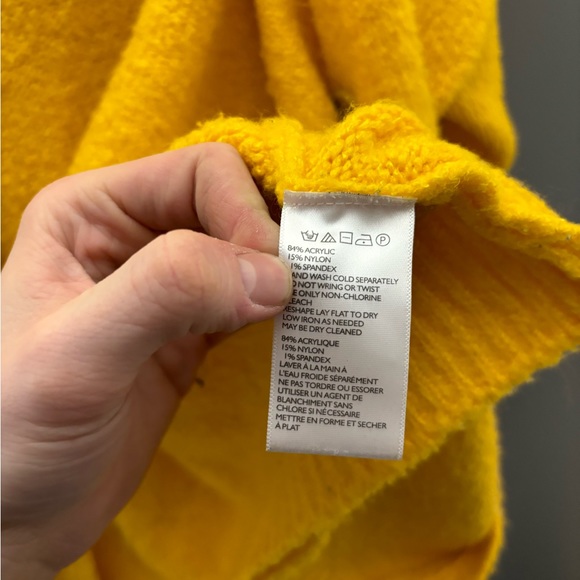 84% ACRYLIC
15% NYLON
1% SPANDEX
AND WASH COLD SEPARATELY
NOT WRING OR TWIST
ONLY NON-CHLORINE
LEACH
RESHAPE LAY FLAT TO DRY
LOW IRON AS NEEDED
MAY BE DRY CLEANED
84% ACRYLIQUE
15% NYLON
1% SPANDEX
LAVER À LA MAIN À
L'EAU FROIDE SÉPARÉMENT
NE PAS TORDRE OU ESSORER
UTILISER UN AGENT DE
BLANCHIMENT SANS
CHLORE SI NÉCESSAIRE
METTRE EN FORME ET SECHER
À PLAT